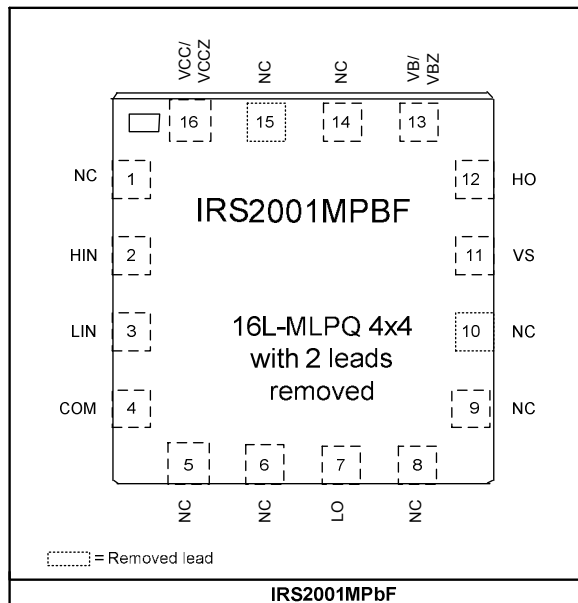 VCC/
VCCZ
NC
NC
VB/
VBZ
16
15
14
13
NC
1
12
HO
IRS2001MPBF
HIN
2
11
VS
LIN
3
16L-MLPQ 4x4
10
NC
with 2 leads
removed
COM
4
9
NC
5
6
7
8
NC
NC
LO
NC
= Removed lead
IRS2001MPbF